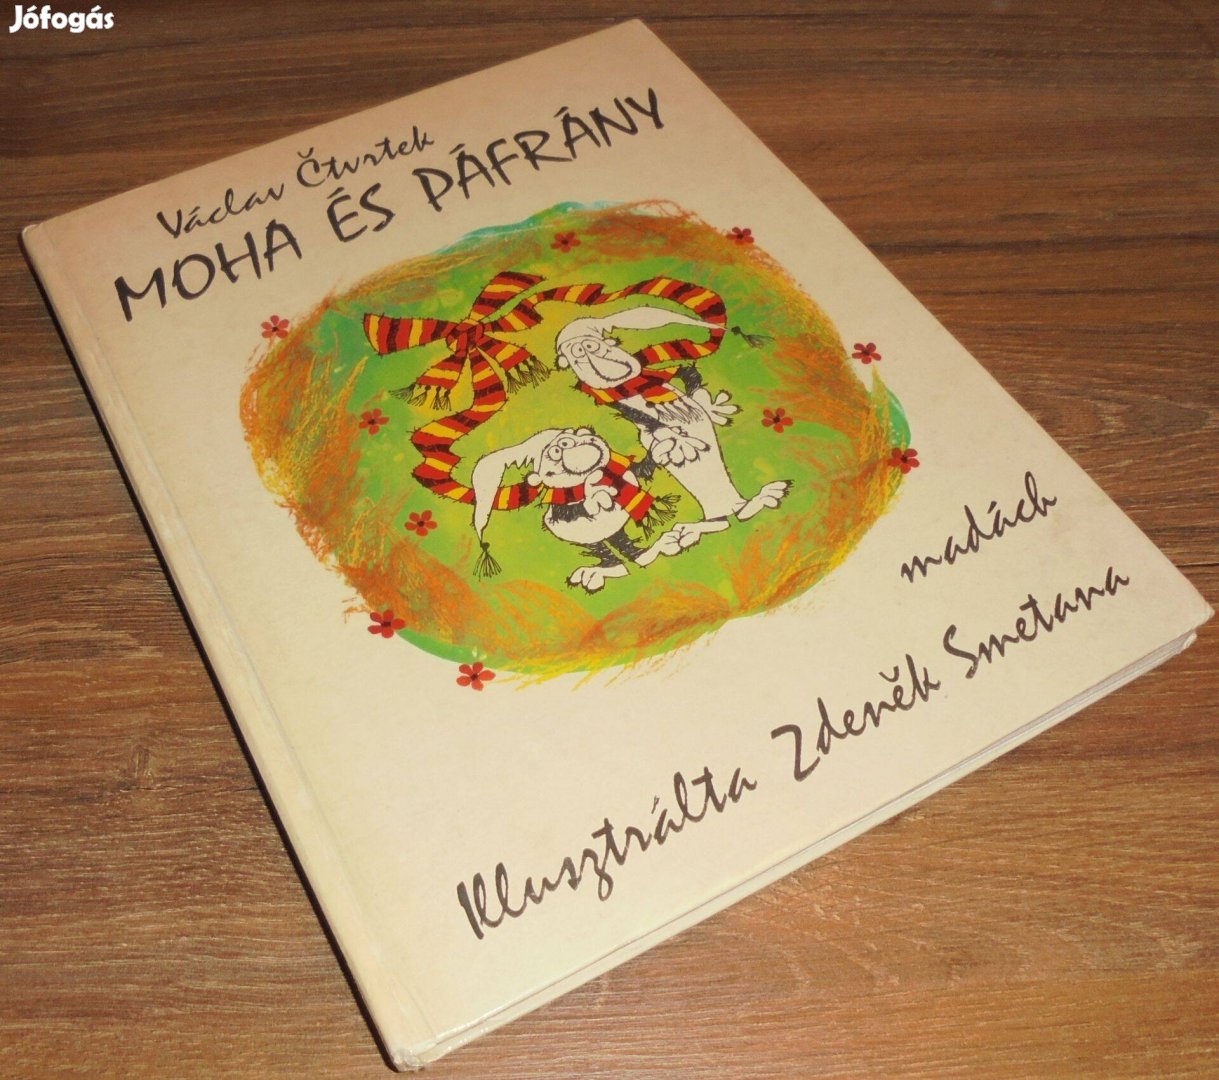 Jófogás
Václav Čtvrtek
MOHA ÉS PÁFRÁNY
madách
Illusztrálta Zdeněk Smetana